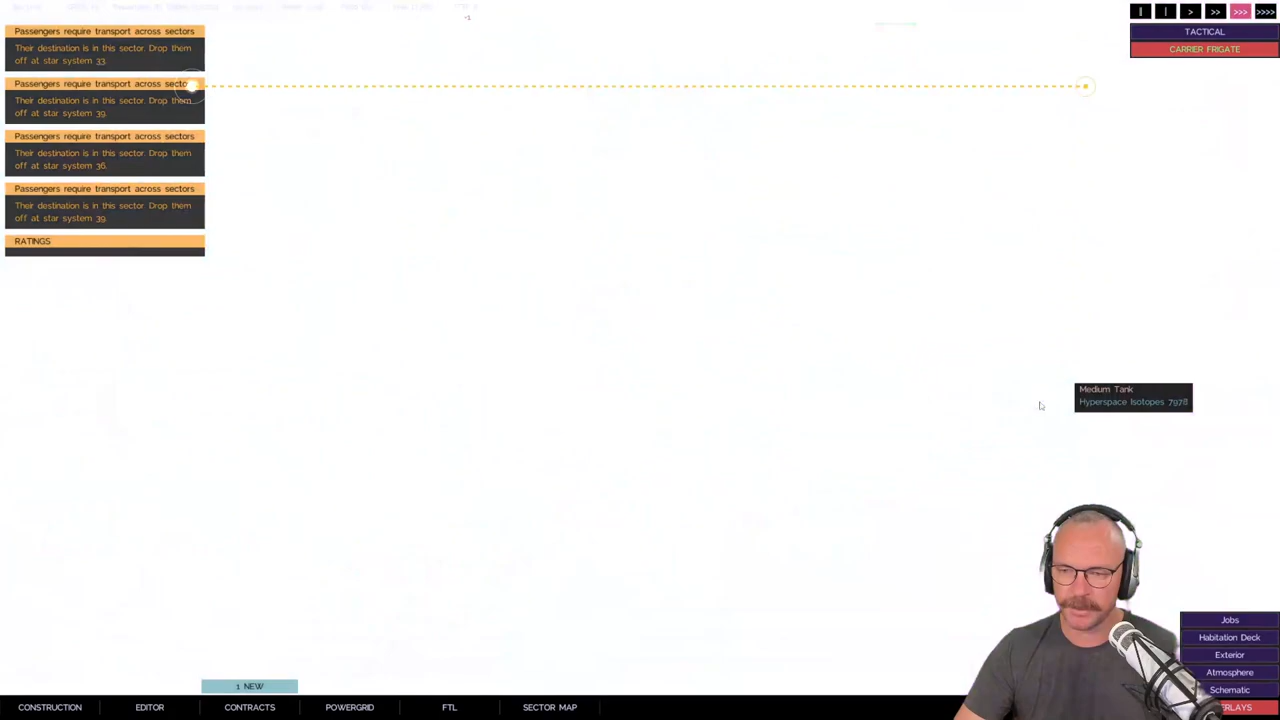 Passengers require transport across sectors
Their destination is in this sector. Drop them
off at star system 33.
Passengers require transport across sectors
Their destination is in this sector. Drop them
off at star system 39.
Passengers require transport across sectors
Their destination is in this sector. Drop them
off at star system 36.
Passengers require transport across sectors
Their destination is in this sector. Drop them
off at star system 39.
RATINGS
-1
|| | > >> >>> >>>>
TACTICAL
CARRIER FRIGATE
Medium Tank
Hyperspace Isotopes 7978
Jobs
Habitation Deck
Exterior
Atmosphere
Schematic
1 NEW
CONSTRUCTION EDITOR CONTRACTS POWERGRID FTL SECTOR MAP